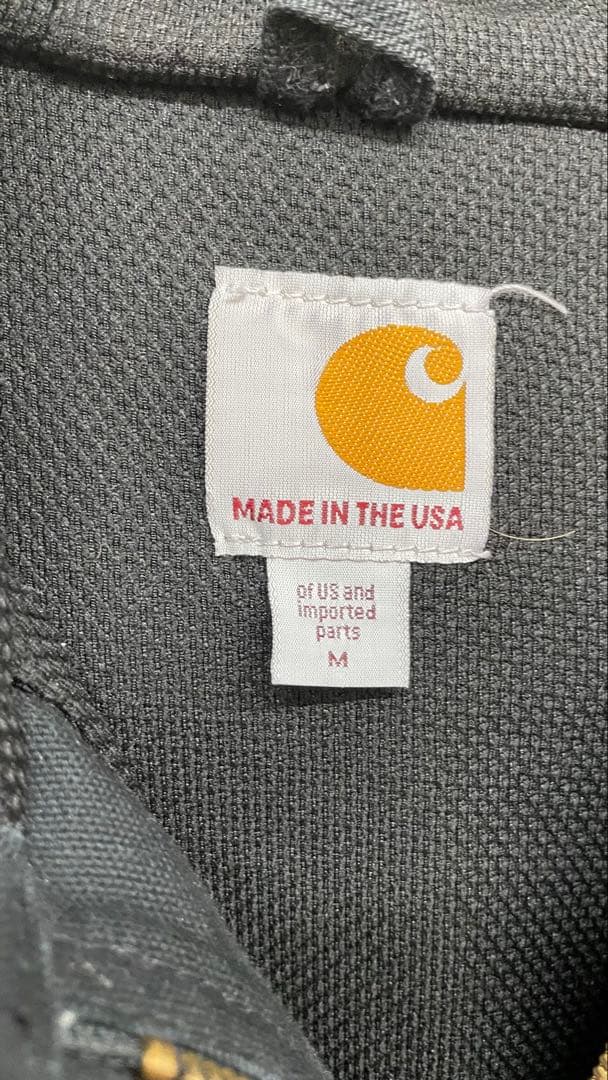 MADE IN THE USA
of US and
imported
parts
M